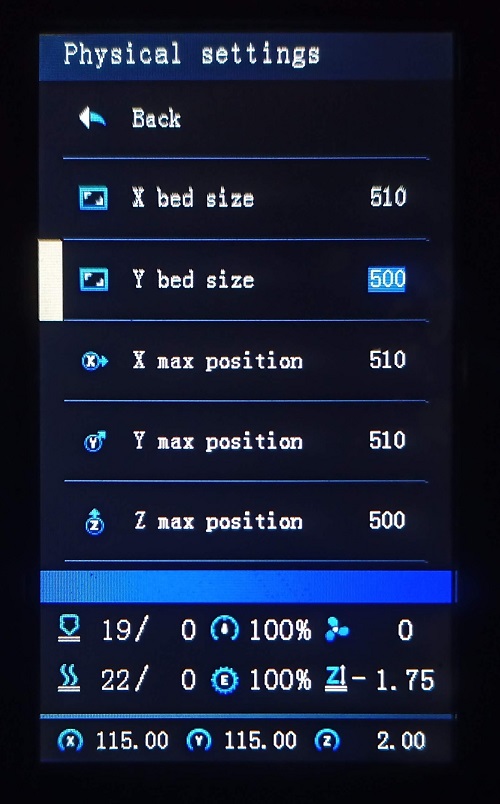 Physical settings
Back
X bed size 510
Y bed size 500
X max position 510
Y max position 510
Z max position 500
19/ 0 100% 0
22/ 0 E 100% Z -1.75
X 115.00 Y 115.00 Z 2.00